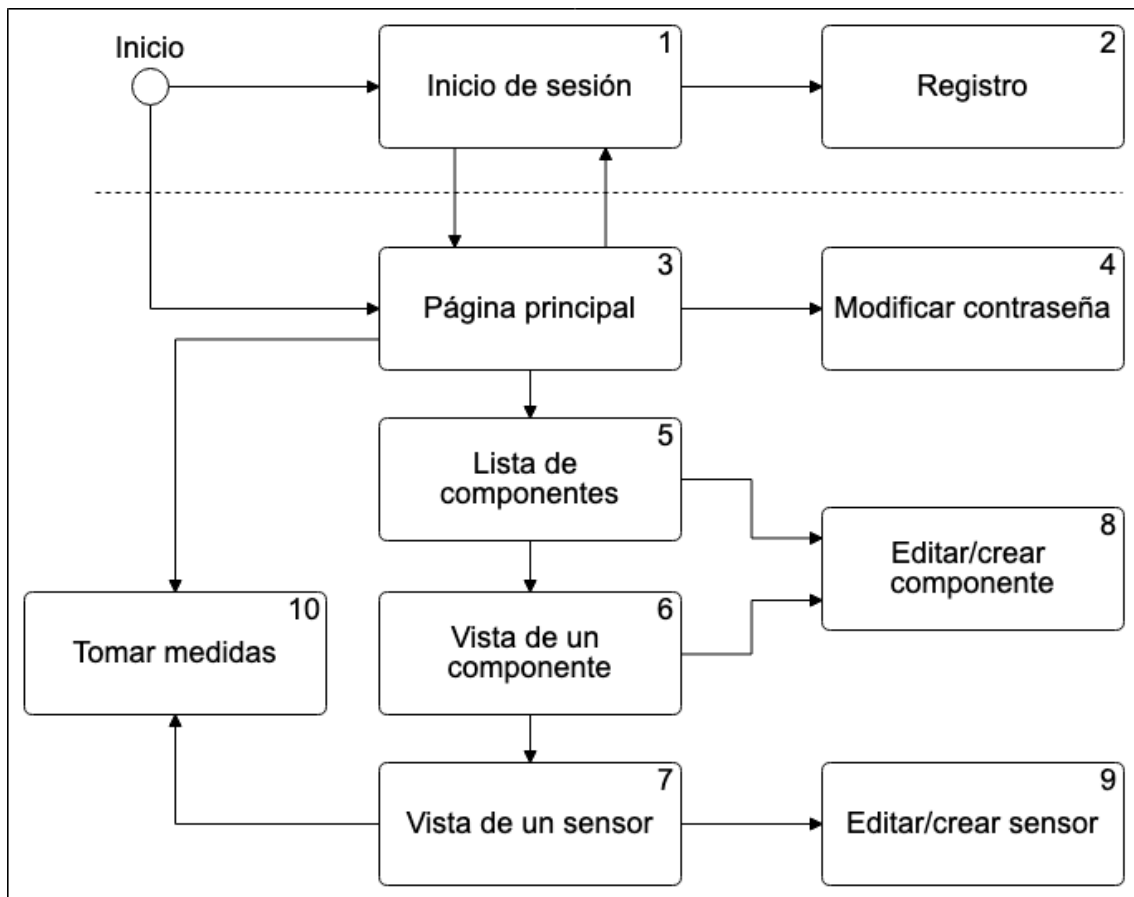 Inicio
1
Inicio de sesión
2
Registro
3
Página principal
4
Modificar contraseña
5
Lista de
componentes
8
Editar/crear
componente
10
Tomar medidas
6
Vista de un
componente
7
Vista de un sensor
9
Editar/crear sensor